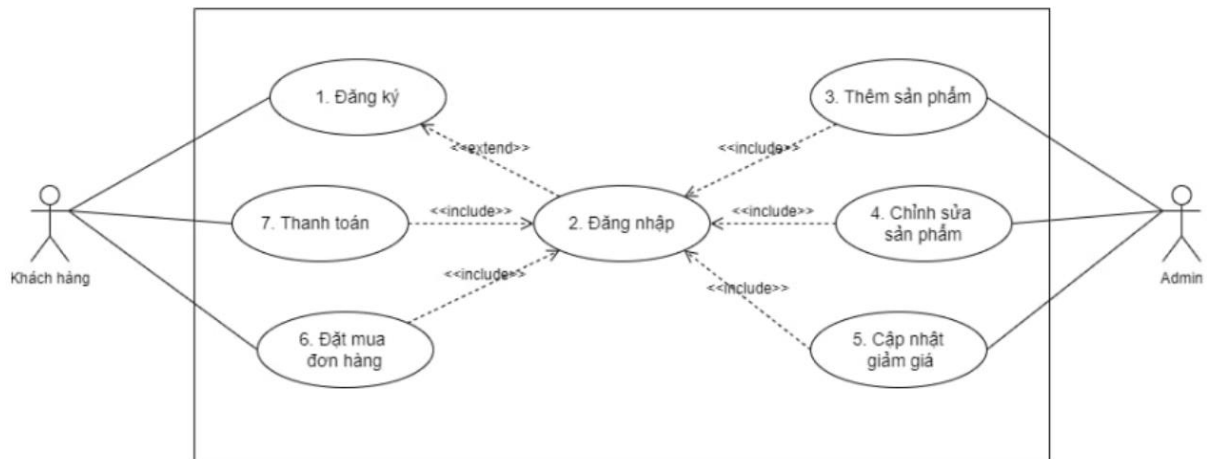 1. Đăng ký
3. Thêm sản phẩm
<<extend>>
<<include>>
7. Thanh toán
<<include>>
2. Đăng nhập
<<include>>
4. Chỉnh sửa
sản phẩm
Khách hàng
<<include>>
<<include>>
Admin
6. Đặt mua
đơn hàng
5. Cập nhật
giảm giá